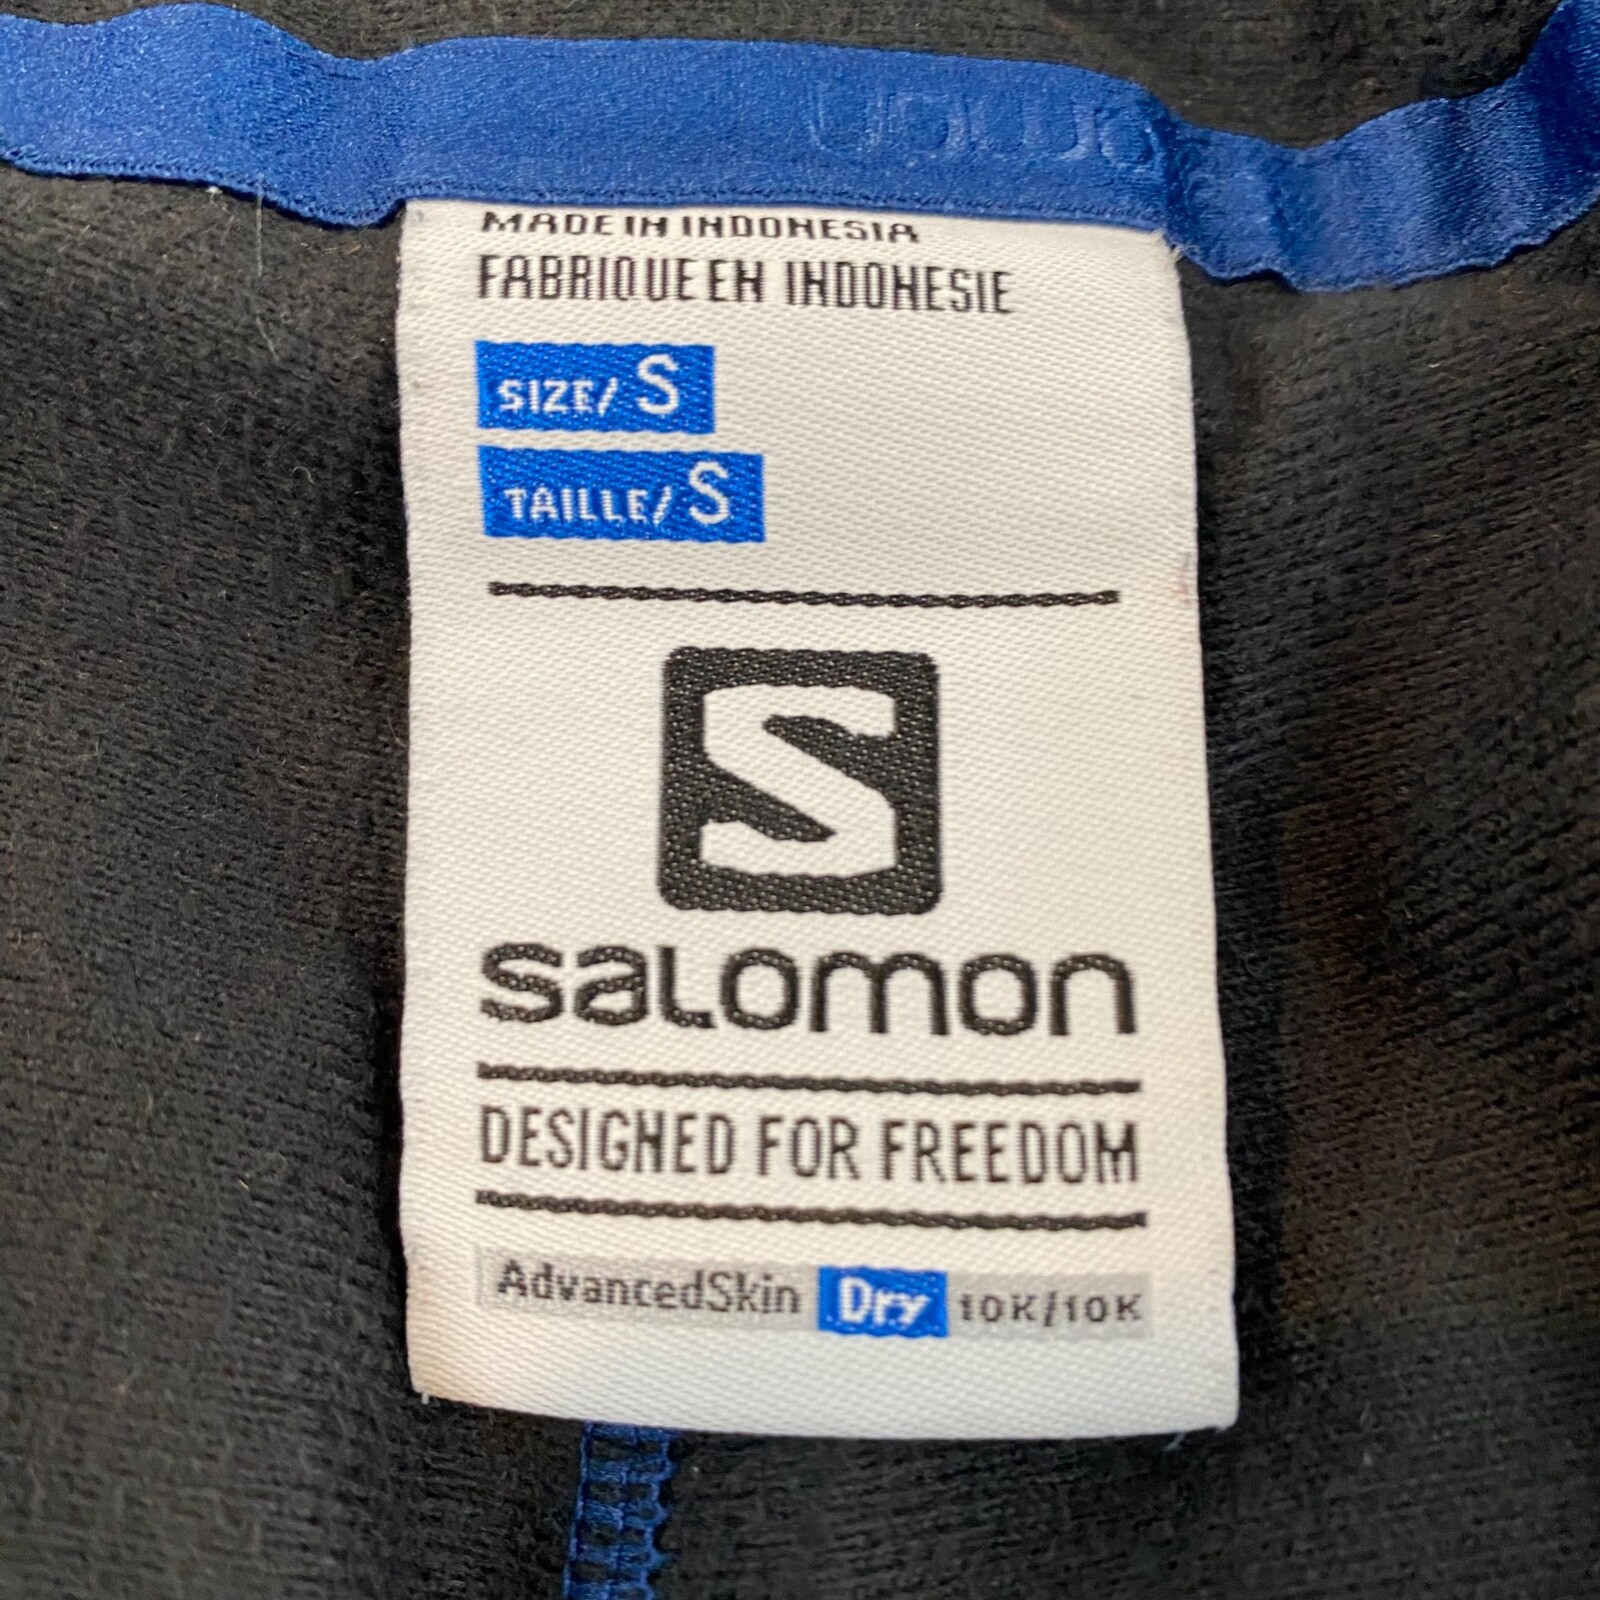 MADE IN INDONESIA
FABRIQUE EN INDONESIE
SIZE/ S
TAILLE/ S
S
salomon
DESIGNED FOR FREEDOM
AdvancedSkin Dry 10K/10K